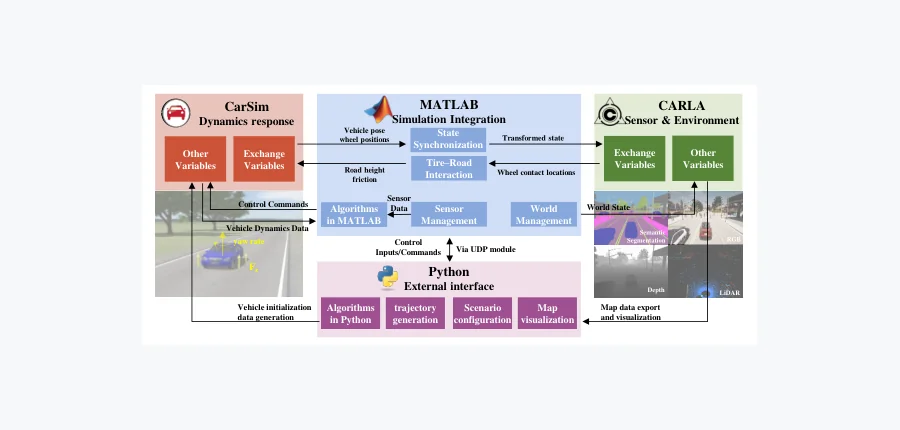 CarSim
Dynamics response
Other
Variables
Exchange
Variables
Vehicle pose
wheel positions
Road height
friction
Control Commands
Vehicle Dynamics Data
yaw rate
MATLAB
Simulation Integration
State
Synchronization
Tire–Road
Interaction
Sensor
Data
Algorithms
in MATLAB
Sensor
Management
World
Management
Transformed state
Wheel contact locations
World State
CARLA
Sensor & Environment
Exchange
Variables
Other
Variables
Semantic
Segmentation
RGB
Depth
LiDAR
Control
Inputs/Commands
Via UDP module
Python
External interface
Algorithms
in Python
trajectory
generation
Scenario
configuration
Map
visualization
Vehicle initialization
data generation
Map data export
and visualization